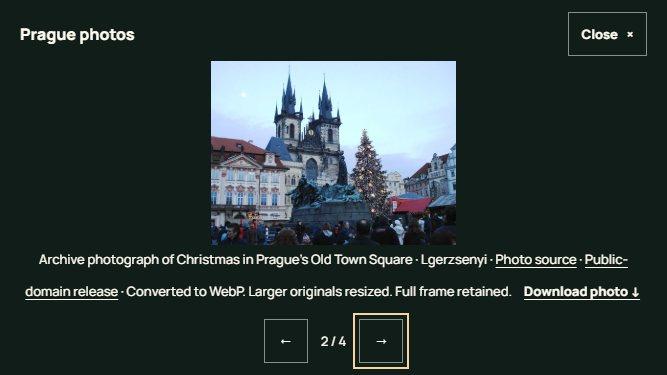 Prague photos
Close ×
Archive photograph of Christmas in Prague's Old Town Square · Lgerzsenyi · Photo source · Public-
domain release · Converted to WebP. Larger originals resized. Full frame retained. Download photo ↓
← 2 / 4 →